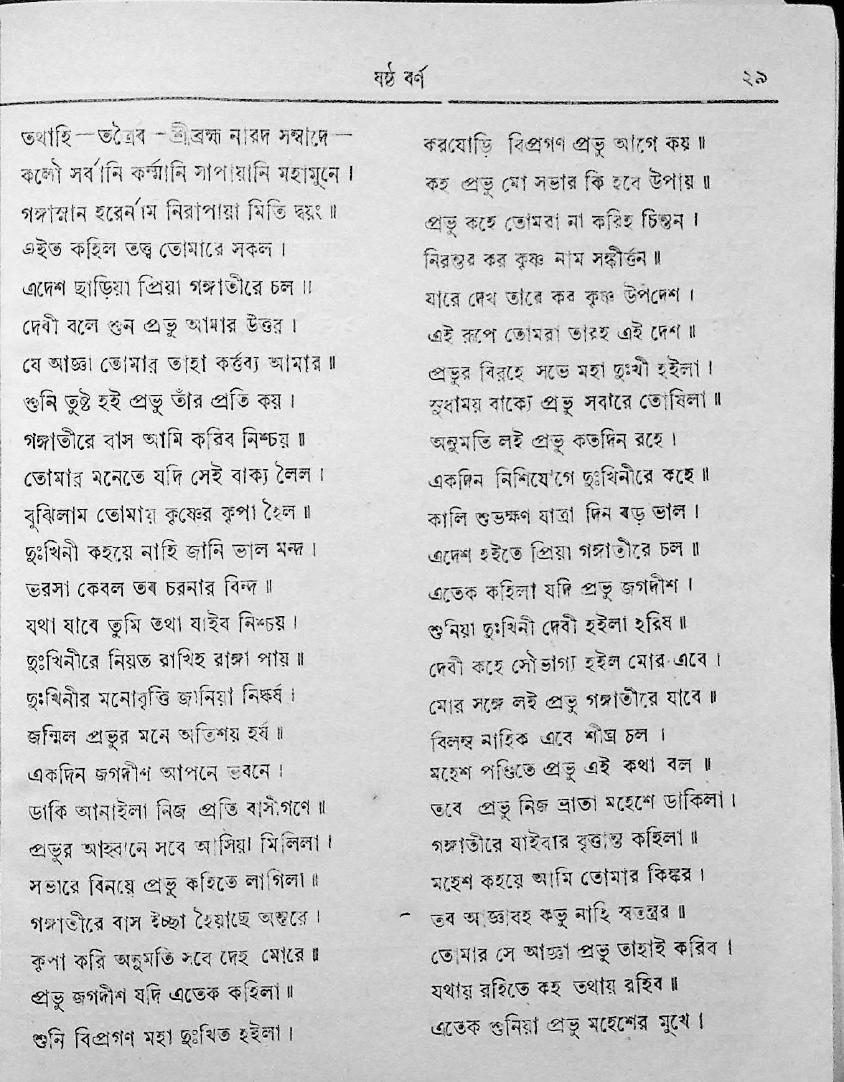 ষষ্ঠ বর্ণ ২৯
তথাহি—তত্রৈব—শ্রীব্রহ্ম নারদ সম্বাদে—
কলৌ সর্বানি কর্ম্মানি সাপায়ানি মহামুনে ।
গঙ্গাস্নান হরের্নাম নিরাপায়া মিতি দ্বয়ং ॥
এইত কহিল তত্ত্ব তোমারে সকল ।
এদেশ ছাড়িয়া প্রিয়া গঙ্গাতীরে চল ॥
দেবী বলে শুন প্রভু আমার উত্তর ।
যে আজ্ঞা তোমার তাহা কর্ত্তব্য আমার ॥
শুনি তুষ্ট হই প্রভু তাঁর প্রতি কয় ।
গঙ্গাতীরে বাস আমি করিব নিশ্চয় ॥
তোমার মনেতে যদি সেই বাক্য লৈল ।
বুঝিলাম তোমায় কৃষ্ণের কৃপা হৈল ॥
দুঃখিনী কহয়ে নাহি জানি ভাল মন্দ ।
ভরসা কেবল তব চরনার বিন্দ ॥
যথা যাবে তুমি তথা যাইব নিশ্চয় ।
দুঃখিনীরে নিয়ত রাখিহ রাঙ্গা পায় ॥
দুঃখিনীর মনোবৃত্তি জানিয়া নিষ্কর্ষ ।
জন্মিল প্রভুর মনে অতিশয় হর্ষ ॥
একদিন জগদীশ আপনে ভবনে ।
ডাকি আনাইলা নিজ প্রতি বাসীগণে ॥
প্রভুর আহ্বানে সবে আসিয়া মিলিলা ।
সভারে বিনয়ে প্রভু কহিতে লাগিলা ॥
গঙ্গাতীরে বাস ইচ্ছা হৈয়াছে অন্তরে ।
কৃপা করি অনুমতি সবে দেহ মোরে ॥
প্রভু জগদীশ যদি এতেক কহিলা ॥
শুনি বিপ্রগণ মহা দুঃখিত হইলা ।
করযোড়ি বিপ্রগণ প্রভু আগে কয় ॥
কহ প্রভু মো সভার কি হবে উপায় ॥
প্রভু কহে তোমরা না করিহ চিন্তন ।
নিরন্তর কর কৃষ্ণ নাম সঙ্কীর্ত্তন ॥
যারে দেখ তারে কর কৃষ্ণ উপদেশ ।
এই রূপে তোমরা তারহ এই দেশ ॥
প্রভুর বিরহে সভে মহা দুঃখী হইলা ।
সুধাময় বাক্যে প্রভু সবারে তোষিলা ॥
অনুমতি লই প্রভু কতদিন রহে ।
একদিন নিশিযোগে দুঃখিনীরে কহে ॥
কালি শুভক্ষণ যাত্রা দিন বড় ভাল ।
এদেশ হইতে প্রিয়া গঙ্গাতীরে চল ॥
এতেক কহিলা যদি প্রভু জগদীশ ।
শুনিয়া দুঃখিনী দেবী হইলা হরিষ ॥
দেবী কহে সৌভাগ্য হইল মোর এবে ।
মোর সঙ্গে লই প্রভু গঙ্গাতীরে যাবে ॥
বিলম্ব নাহিক এবে শীঘ্র চল ।
মহেশ পণ্ডিতে প্রভু এই কথা বল ॥
তবে প্রভু নিজ ভ্রাতা মহেশে ডাকিলা ।
গঙ্গাতীরে যাইবার বৃত্তান্ত কহিলা ॥
মহেশ কহয়ে আমি তোমার কিঙ্কর ।
তব আজ্ঞাবহ কভু নাহি স্বতন্তর ॥
তোমার সে আজ্ঞা প্রভু তাহাই করিব ।
যথায় রহিতে কহ তথায় রহিব ॥
এতেক শুনিয়া প্রভু মহেশের মুখে ।